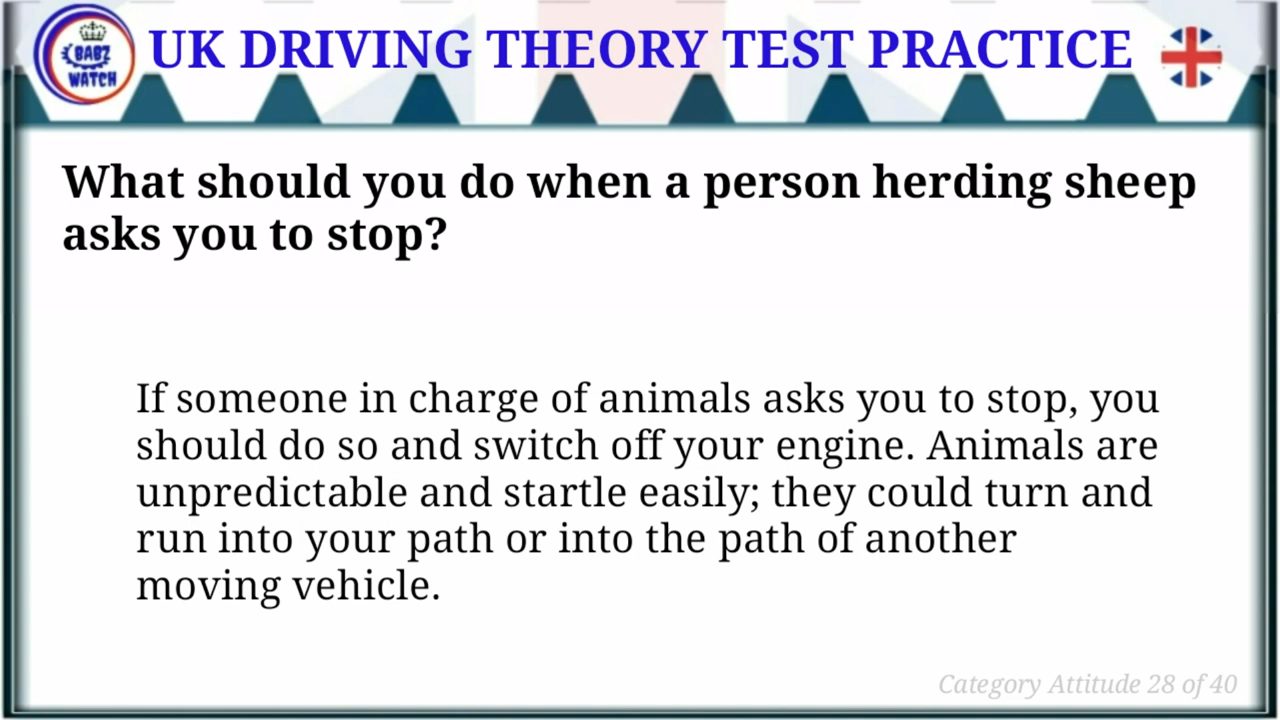 BABZ
WATCH
UK DRIVING THEORY TEST PRACTICE
What should you do when a person herding sheep
asks you to stop?
If someone in charge of animals asks you to stop, you
should do so and switch off your engine. Animals are
unpredictable and startle easily; they could turn and
run into your path or into the path of another
moving vehicle.
Category Attitude 28 of 40